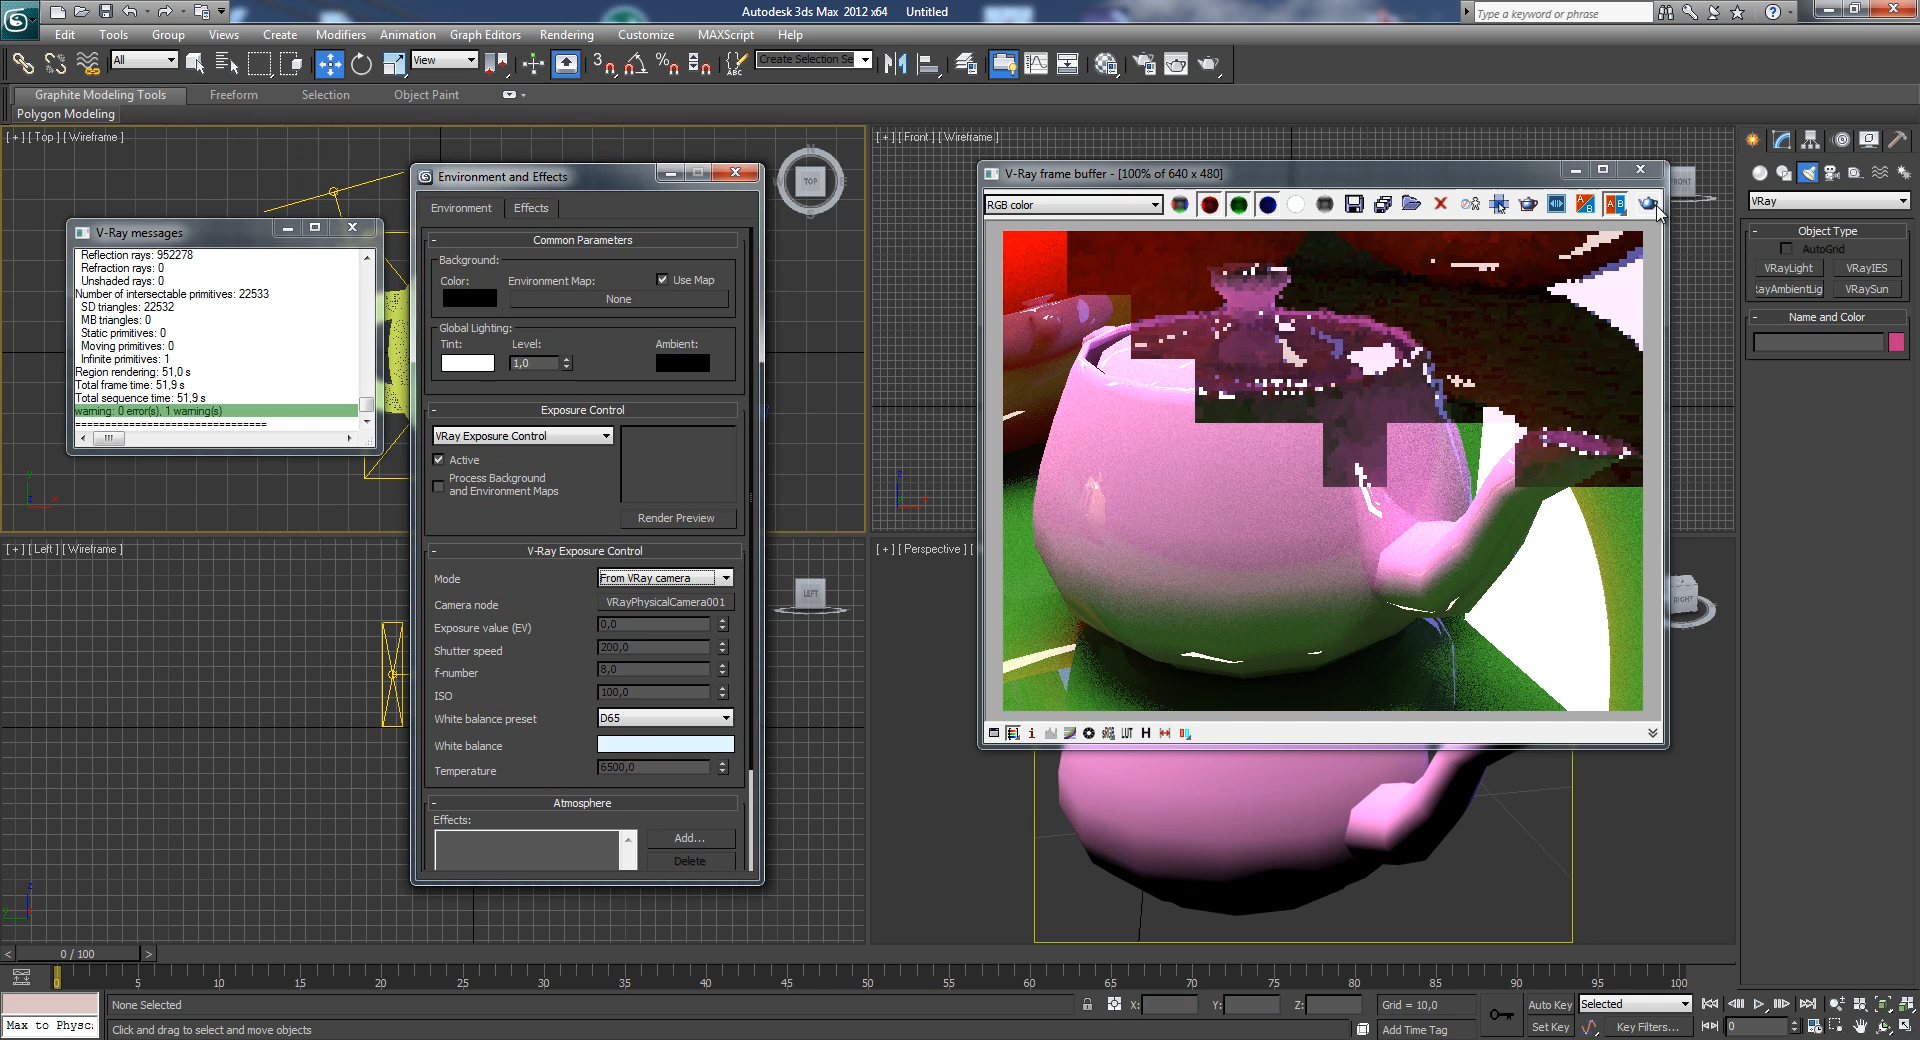 Autodesk 3ds Max 2012 x64 Untitled
Type a keyword or phrase
Edit Tools Group Views Create Modifiers Animation Graph Editors Rendering Customize MAXScript Help
All
View
Create Selection Se
Graphite Modeling Tools Freeform Selection Object Paint
Polygon Modeling
[ + ] [ Top ] [ Wireframe ]
TOP
[ + ] [ Front ] [ Wireframe ]
FRONT
[ + ] [ Left ] [ Wireframe ]
LEFT
[ + ] [ Perspective ] [
RIGHT
V-Ray messages
Reflection rays: 952278
Refraction rays: 0
Unshaded rays: 0
Number of intersectable primitives: 22533
SD triangles: 22532
MB triangles: 0
Static primitives: 0
Moving primitives: 0
Infinite primitives: 1
Region rendering: 51,0 s
Total frame time: 51,9 s
Total sequence time: 51,9 s
warning: 0 error(s), 1 warning(s)
================================
Environment and Effects
Environment Effects
- Common Parameters
Background:
Color: Environment Map: Use Map
None
Global Lighting:
Tint: Level: Ambient:
1,0
- Exposure Control
VRay Exposure Control
Active
Process Background
and Environment Maps
Render Preview
- V-Ray Exposure Control
Mode From VRay camera
Camera node VRayPhysicalCamera001
Exposure value (EV) 0,0
Shutter speed 200,0
f-number 8,0
ISO 100,0
White balance preset D65
White balance
Temperature 6500,0
- Atmosphere
Effects:
Add...
Delete
V-Ray frame buffer - [100% of 640 x 480]
RGB color
LUT H
VRay
- Object Type
AutoGrid
VRayLight VRayIES
ayAmbientLig VRaySun
- Name and Color
< 0 / 100 >
0 5 10 15 20 25 30 35 40 45 50 55 60 65 70 75 80 85 90 95 100
None Selected X: Y: Z: Grid = 10,0 Auto Key Selected
Max to Physc:
Click and drag to select and move objects Add Time Tag Set Key Key Filters... 0